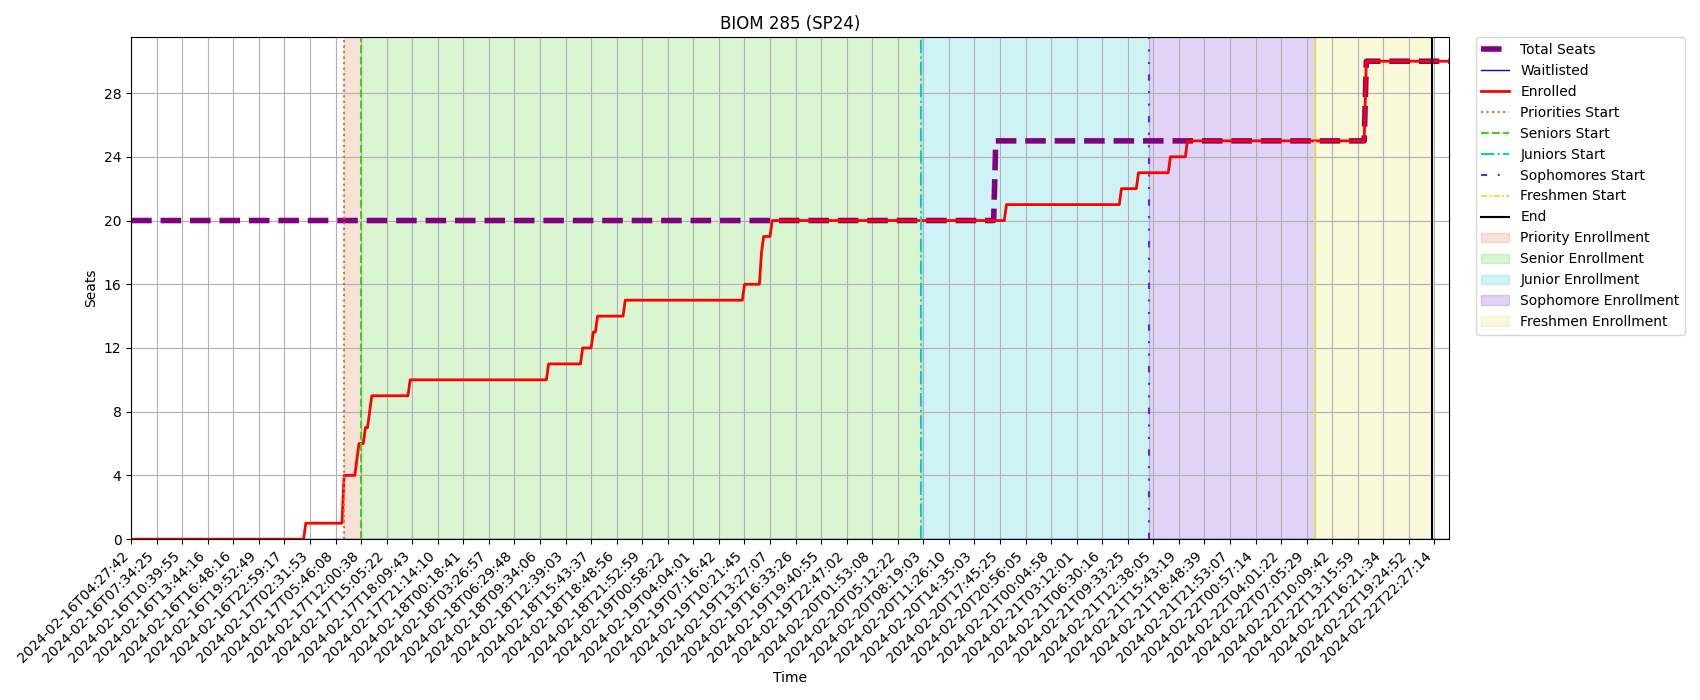 BIOM 285 (SP24)
Seats
28
24
20
16
12
8
4
0
2024-02-16T04:27:42
2024-02-16T07:34:25
2024-02-16T10:39:55
2024-02-16T13:44:16
2024-02-16T16:48:16
2024-02-16T19:52:49
2024-02-16T22:59:17
2024-02-17T02:31:53
2024-02-17T05:46:08
2024-02-17T12:00:38
2024-02-17T15:05:22
2024-02-17T18:09:43
2024-02-17T21:14:10
2024-02-18T00:18:41
2024-02-18T03:26:57
2024-02-18T06:29:48
2024-02-18T09:34:06
2024-02-18T12:39:03
2024-02-18T15:43:37
2024-02-18T18:48:56
2024-02-18T21:52:59
2024-02-19T00:58:22
2024-02-19T04:04:01
2024-02-19T07:16:42
2024-02-19T10:21:45
2024-02-19T13:27:07
2024-02-19T16:33:26
2024-02-19T19:40:55
2024-02-19T22:47:02
2024-02-20T01:53:08
2024-02-20T05:12:22
2024-02-20T08:19:03
2024-02-20T11:26:10
2024-02-20T14:35:03
2024-02-20T17:45:25
2024-02-20T20:56:05
2024-02-21T00:04:58
2024-02-21T03:12:01
2024-02-21T06:30:16
2024-02-21T09:33:25
2024-02-21T12:38:05
2024-02-21T15:43:19
2024-02-21T18:48:39
2024-02-21T21:53:07
2024-02-22T00:57:14
2024-02-22T04:01:22
2024-02-22T07:05:29
2024-02-22T10:09:42
2024-02-22T13:15:59
2024-02-22T16:21:34
2024-02-22T19:24:52
2024-02-22T22:27:14
Time
Total Seats
Waitlisted
Enrolled
Priorities Start
Seniors Start
Juniors Start
Sophomores Start
Freshmen Start
End
Priority Enrollment
Senior Enrollment
Junior Enrollment
Sophomore Enrollment
Freshmen Enrollment